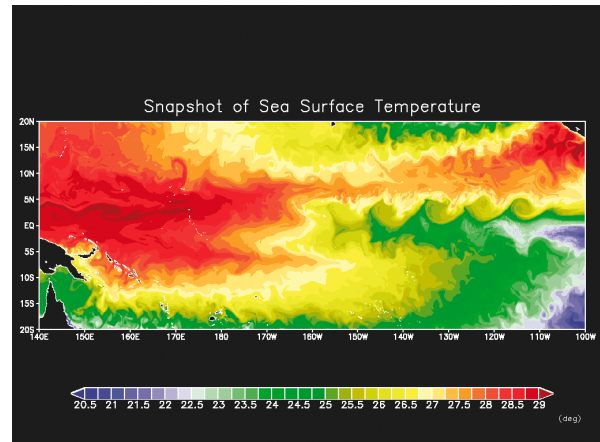 Snapshot of Sea Surface Temperature
20N
15N
10N
5N
EQ
5S
10S
15S
20S
140E 150E 160E 170E 180 170W 160W 150W 140W 130W 120W 110W 100W
20.5 21 21.5 22 22.5 23 23.5 24 24.5 25 25.5 26 26.5 27 27.5 28 28.5 29
(deg)